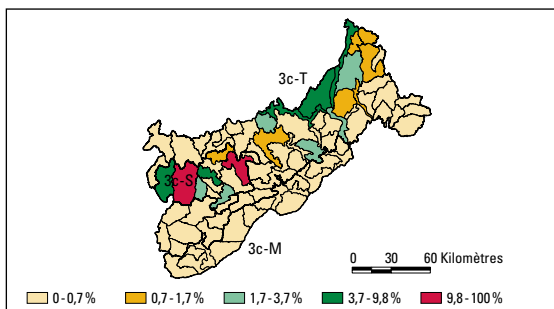 3c-T
3c-S
3c-M
0 30 60 Kilomètres
0 - 0,7 % 0,7 - 1,7 % 1,7 - 3,7 % 3,7 - 9,8 % 9,8 - 100 %